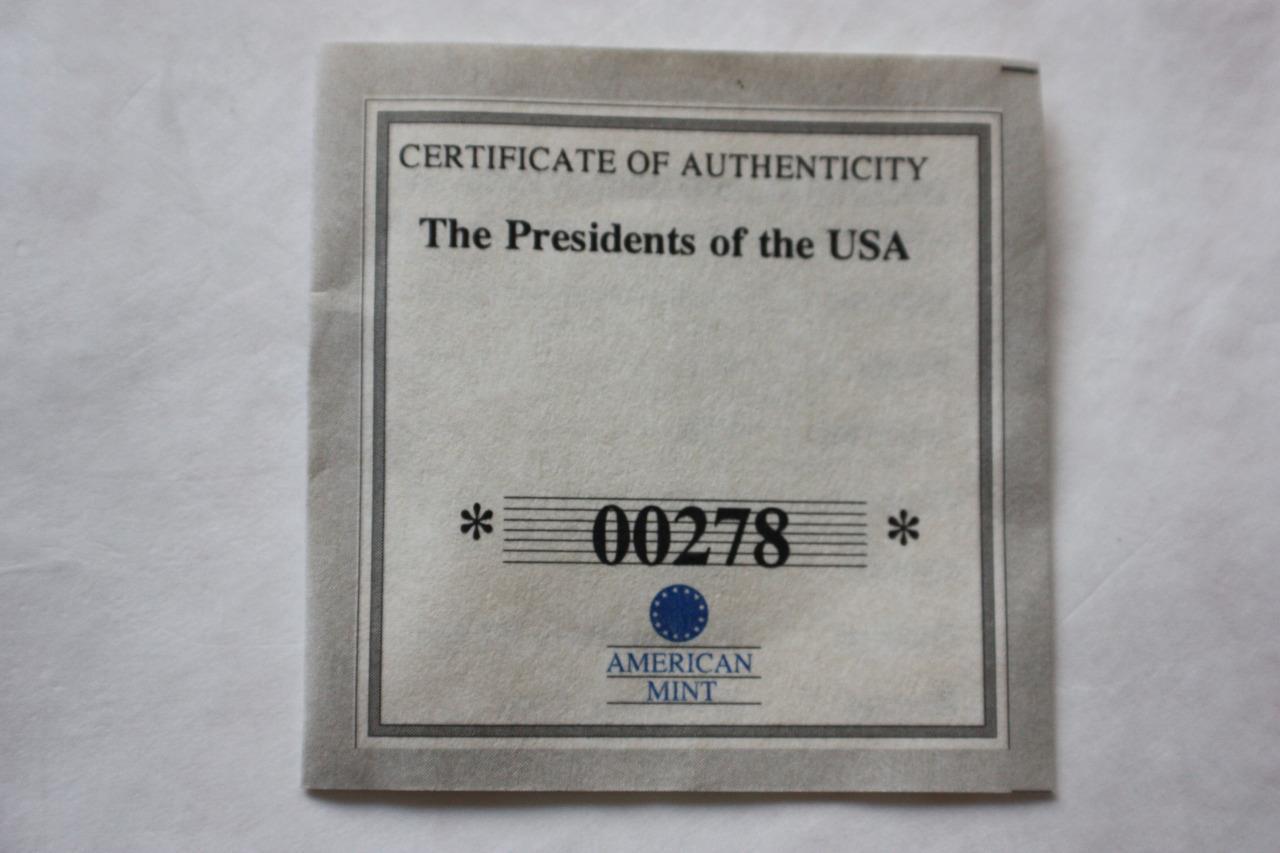 CERTIFICATE OF AUTHENTICITY
The Presidents of the USA
* 00278 *
AMERICAN
MINT